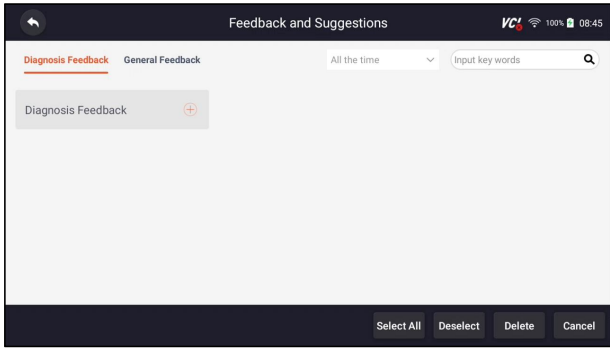 Feedback and Suggestions
VCI 100% 08:45
Diagnosis Feedback General Feedback All the time Input key words
Diagnosis Feedback
Select All Deselect Delete Cancel